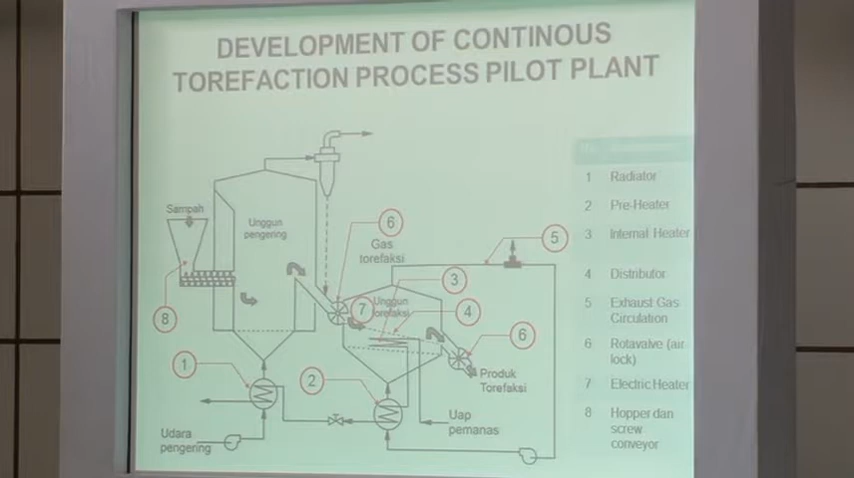 DEVELOPMENT OF CONTINOUS
TOREFACTION PROCESS PILOT PLANT
Sampah
Unggun
pengering
6
Gas
torefaksi
5
3
7
Unggun
torefaksi
4
8
6
1
2
Produk
Torefaksi
Udara
pengering
Uap
pemanas
1 Radiator
2 Pre-Heater
3 Internal Heater
4 Distributor
5 Exhaust Gas
Circulation
6 Rotavalve (air
lock)
7 Electric Heater
8 Hopper dan
screw
conveyor